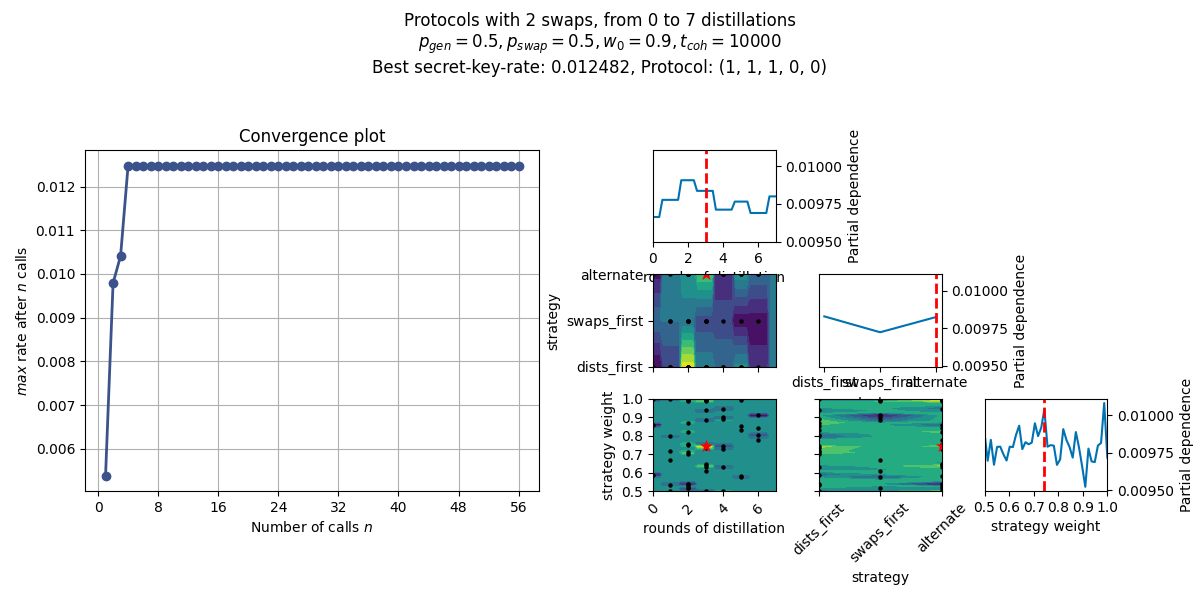 Protocols with 2 swaps, from 0 to 7 distillations
p_gen = 0.5, p_swap = 0.5, w_0 = 0.9, t_coh = 10000
Best secret-key-rate: 0.012482, Protocol: (1, 1, 1, 0, 0)
Convergence plot
max rate after n calls
0.012
0.011
0.010
0.009
0.008
0.007
0.006
0 8 16 24 32 40 48 56
Number of calls n
0.01000
0.00975
0.00950
Partial dependence
0 2 4 6
strategy
alternate
swaps_first
dists_first
0.01000
0.00975
0.00950
Partial dependence
dists_first swaps_first alternate
strategy weight
1.0
0.9
0.8
0.7
0.6
0.5
0 2 4 6
rounds of distillation
dists_first swaps_first alternate
strategy
0.01000
0.00975
0.00950
Partial dependence
0.5 0.6 0.7 0.8 0.9 1.0
strategy weight